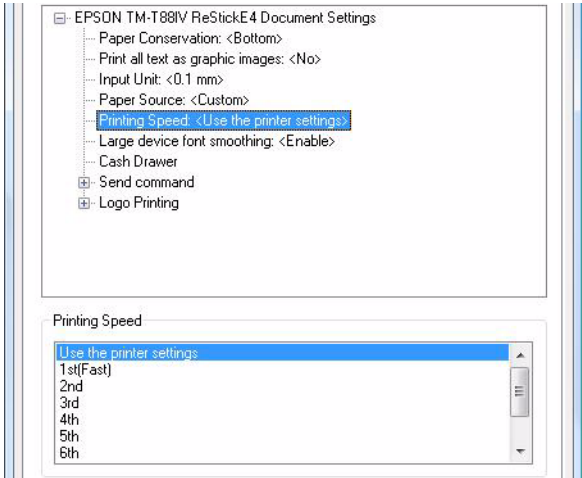 EPSON TM-T88IV ReStickE4 Document Settings
Paper Conservation: <Bottom>
Print all text as graphic images: <No>
Input Unit: <0.1 mm>
Paper Source: <Custom>
Printing Speed: <Use the printer settings>
Large device font smoothing: <Enable>
Cash Drawer
Send command
Logo Printing
Printing Speed
Use the printer settings
1st(Fast)
2nd
3rd
4th
5th
6th